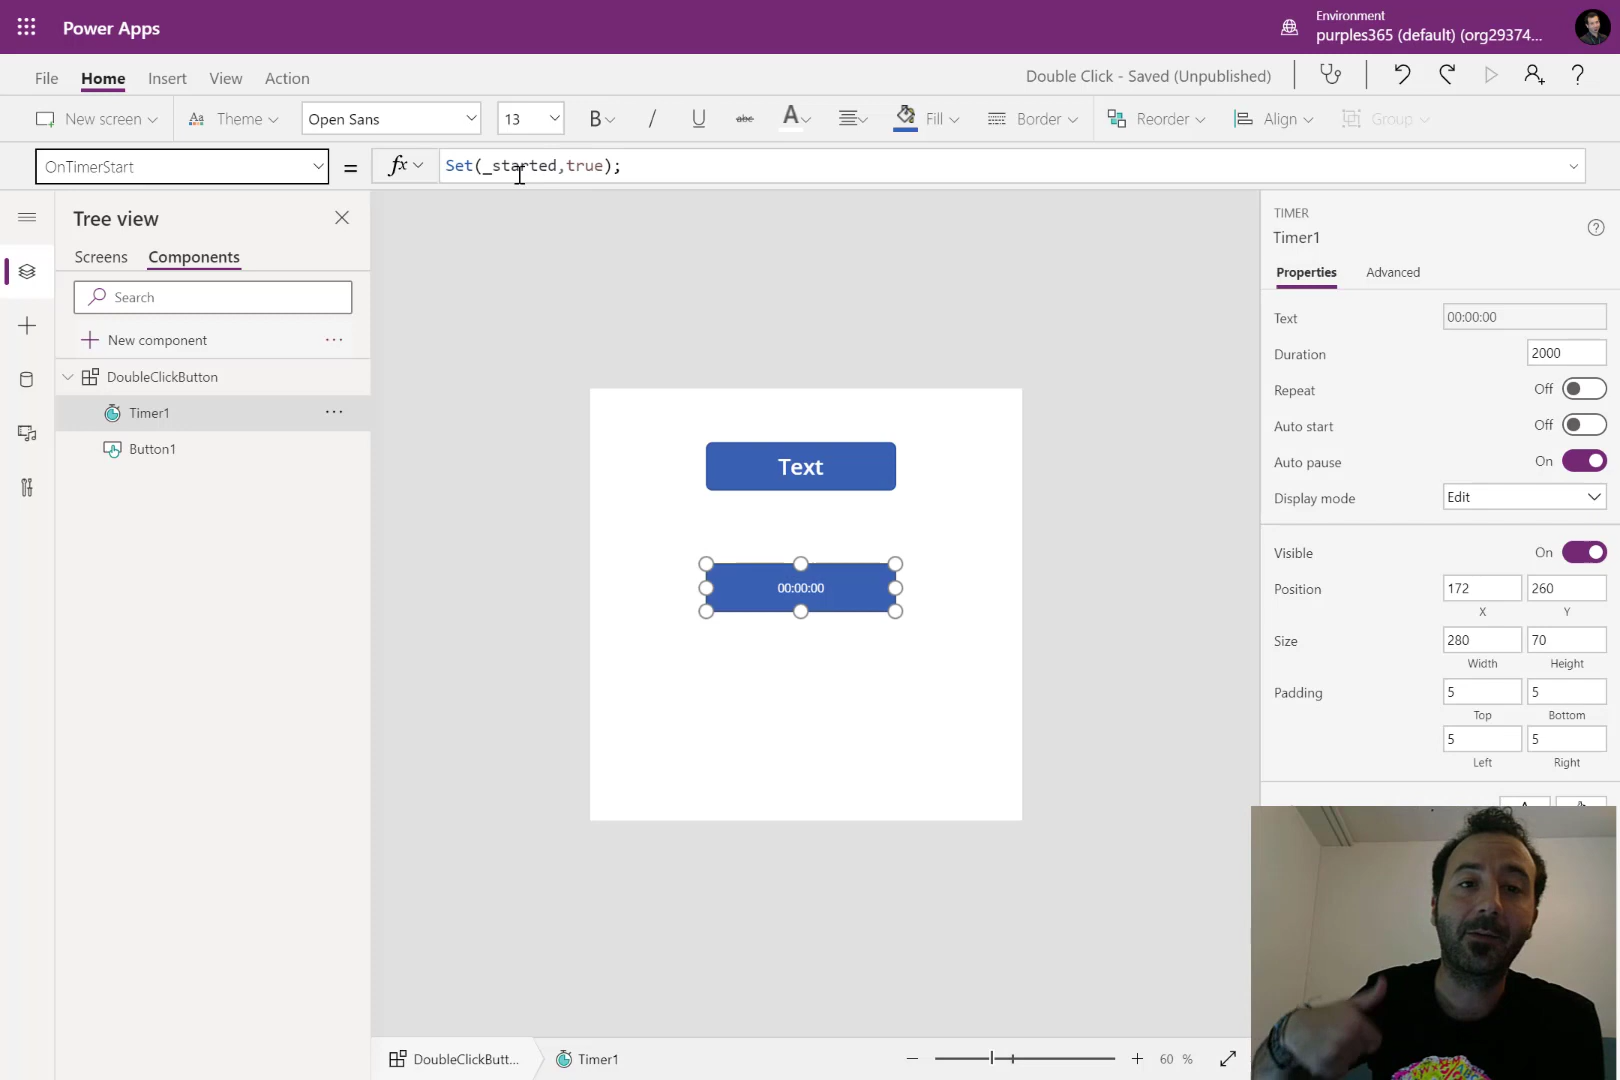 Power Apps
Environment
purples365 (default) (org29374...
File
Home
Insert
View
Action
Double Click - Saved (Unpublished)
New screen
Theme
Open Sans
13
B
/
U
abc
A
Fill
Border
Reorder
Align
Group
OnTimerStart
=
fx
Set(_started,true);
Tree view
Screens
Components
Search
New component
DoubleClickButton
Timer1
Button1
Text
00:00:00
TIMER
Timer1
Properties
Advanced
Text
00:00:00
Duration
2000
Repeat
Off
Auto start
Off
Auto pause
On
Display mode
Edit
Visible
On
Position
172
260
X
Y
Size
280
70
Width
Height
Padding
5
5
Top
Bottom
5
5
Left
Right
DoubleClickButt...
Timer1
60 %